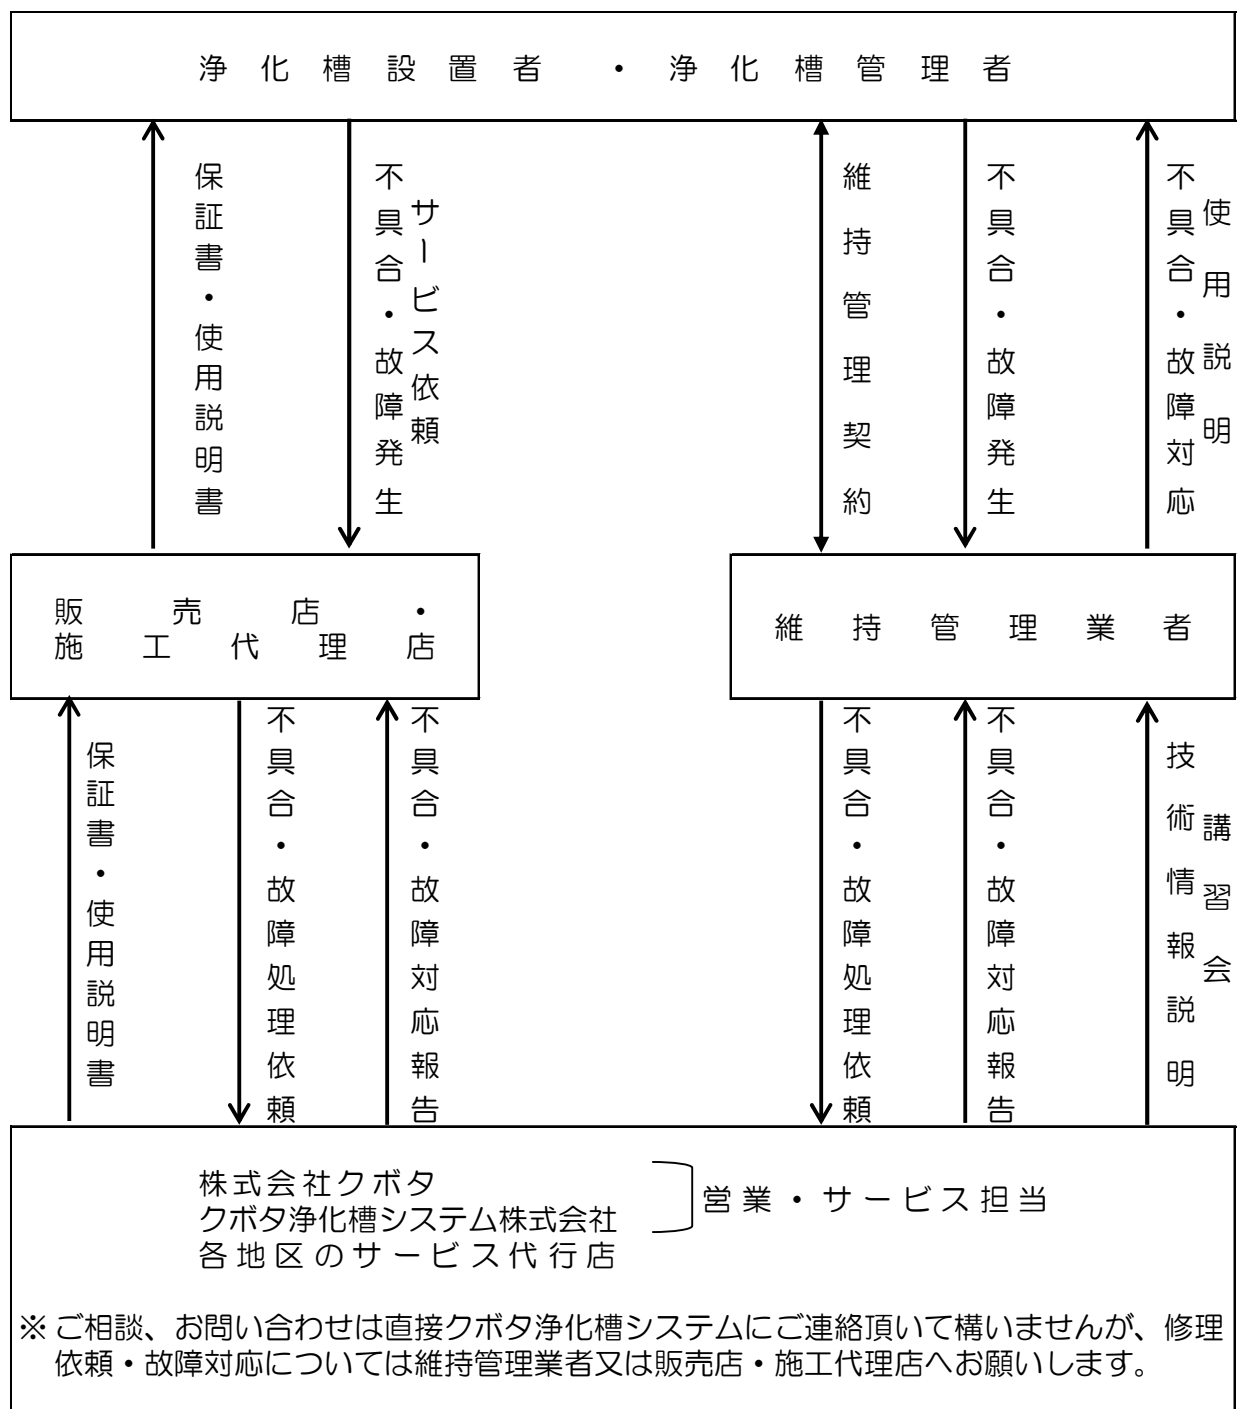 浄化槽設置者・浄化槽管理者
保証書・使用説明書
不具合・故障発生
サービス依頼
維持管理契約
不具合・故障発生
不具合・故障対応
使用説明
販売店・
施工代理店
維持管理業者
保証書・使用説明書
不具合・故障処理依頼
不具合・故障対応報告
不具合・故障処理依頼
不具合・故障対応報告
技術情報説明
講習会
株式会社クボタ
クボタ浄化槽システム株式会社
営業・サービス担当
各地区のサービス代行店
※ご相談、お問い合わせは直接クボタ浄化槽システムにご連絡頂いて構いませんが、修理
依頼・故障対応については維持管理業者又は販売店・施工代理店へお願いします。